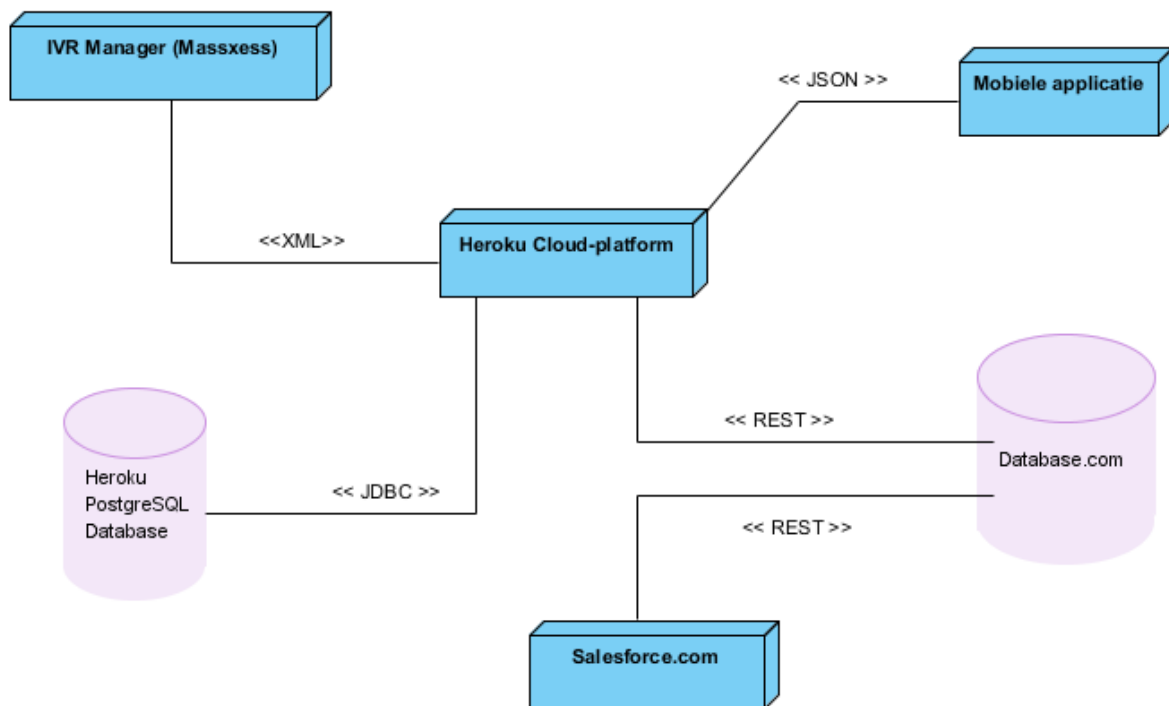 IVR Manager (Massxess)
<< JSON >>
Mobiele applicatie
<<XML>>
Heroku Cloud-platform
<< REST >>
Database.com
Heroku
PostgreSQL
Database
<< JDBC >>
<< REST >>
Salesforce.com